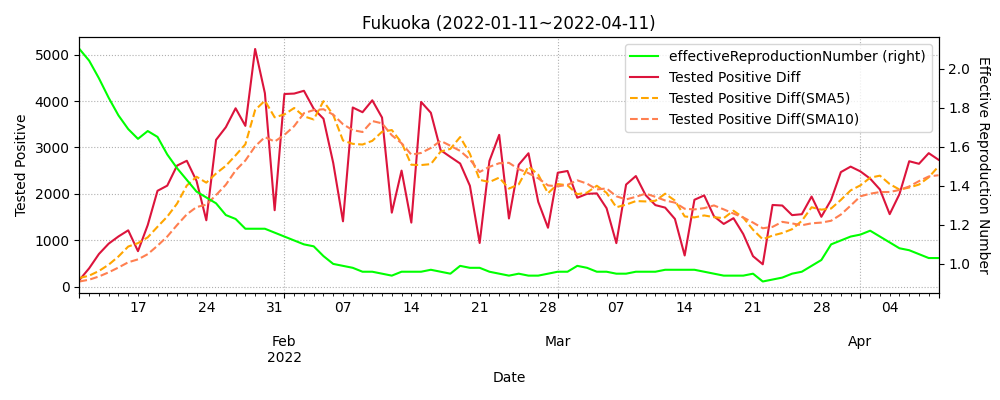 Fukuoka (2022-01-11~2022-04-11)
effectiveReproductionNumber (right)
Tested Positive Diff
Tested Positive Diff(SMA5)
Tested Positive Diff(SMA10)
Tested Positive
5000
4000
3000
2000
1000
0
2.0
1.8
1.6
1.4
1.2
1.0
Effective Reproduction Number
17 24 31 07 14 21 28 07 14 21 28 04
Feb Mar Apr
2022
Date